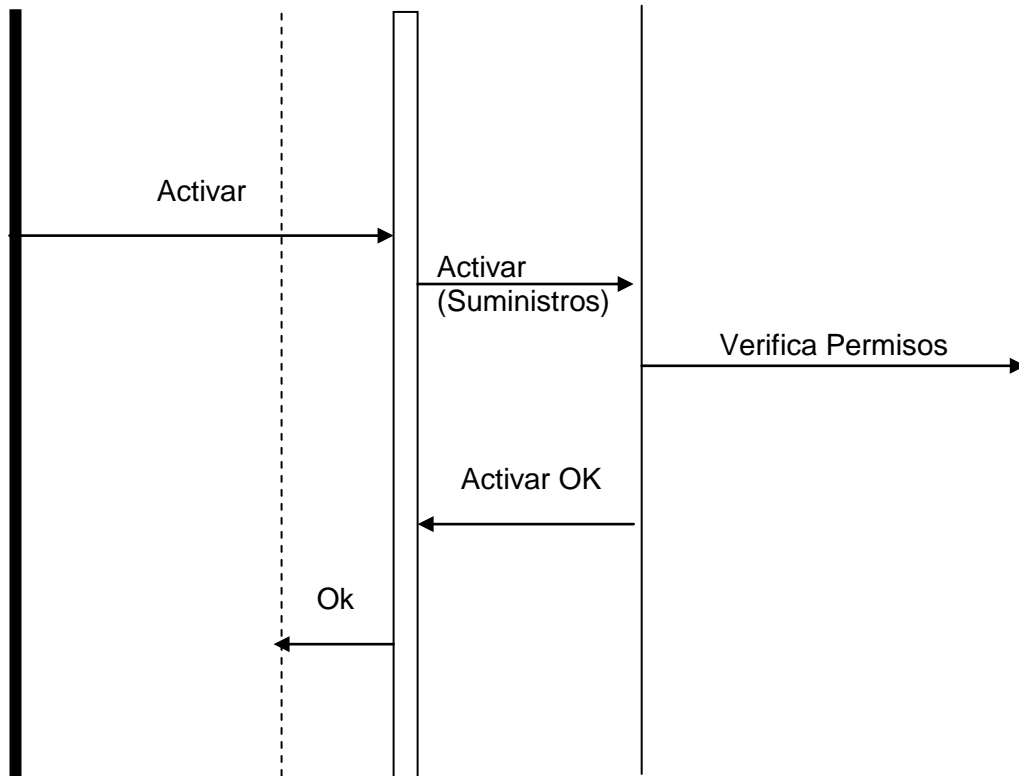 Activar
Activar
(Suministros)
Verifica Permisos
Activar OK
Ok